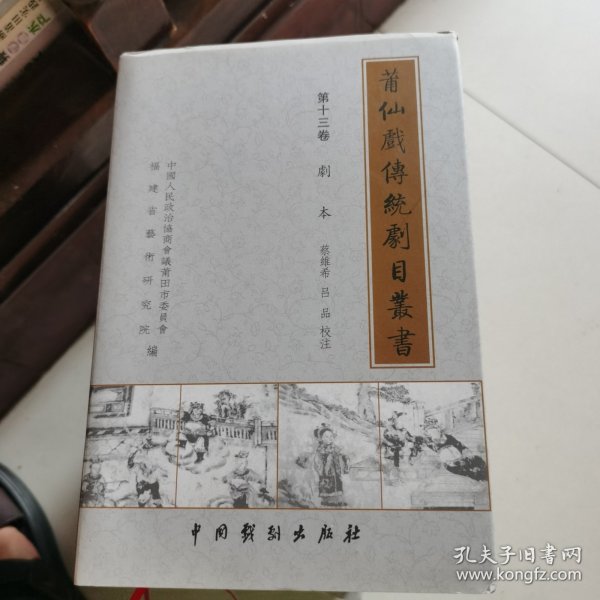 莆仙戲傳統劇目叢書
第十三卷 劇本 蔡維希 呂品 校注
中國人民政治協商會議莆田市委員會
福建省藝術研究院 編
中国戏剧出版社
孔夫子旧书网
www.kongfz.com